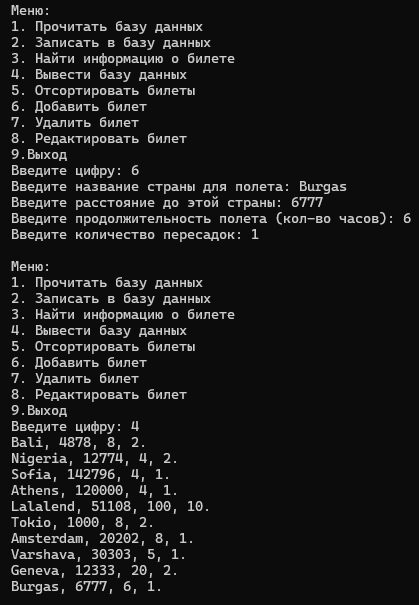 Меню:
1. Прочитать базу данных
2. Записать в базу данных
3. Найти информацию о билете
4. Вывести базу данных
5. Отсортировать билеты
6. Добавить билет
7. Удалить билет
8. Редактировать билет
9.Выход
Введите цифру: 6
Введите название страны для полета: Burgas
Введите расстояние до этой страны: 6777
Введите продолжительность полета (кол-во часов): 6
Введите количество пересадок: 1
Меню:
1. Прочитать базу данных
2. Записать в базу данных
3. Найти информацию о билете
4. Вывести базу данных
5. Отсортировать билеты
6. Добавить билет
7. Удалить билет
8. Редактировать билет
9.Выход
Введите цифру: 4
Bali, 4878, 8, 2.
Nigeria, 12774, 4, 2.
Sofia, 142796, 4, 1.
Athens, 120000, 4, 1.
Lalalend, 51108, 100, 10.
Tokio, 1000, 8, 2.
Amsterdam, 20202, 8, 1.
Varshava, 30303, 5, 1.
Geneva, 12333, 20, 2.
Burgas, 6777, 6, 1.